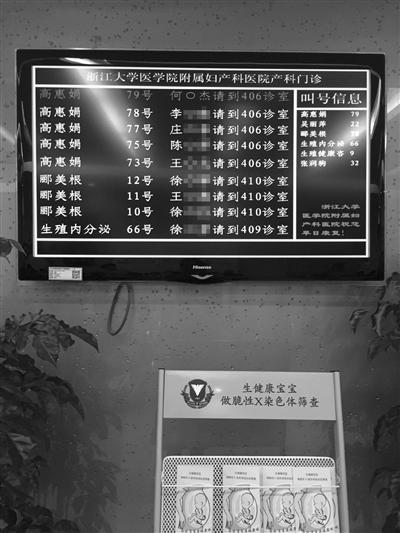 浙江大学医学院附属妇产科医院产科门诊
高惠娟 79号 何〇杰请到406诊室
高惠娟 78号 李 请到406诊室
高惠娟 77号 庄 请到406诊室
高惠娟 75号 陈 请到406诊室
高惠娟 73号 王 请到406诊室
郦美根 12号 徐 请到410诊室
郦美根 11号 王 请到410诊室
郦美根 10号 徐 请到410诊室
生殖内分泌 66号 徐 请到409诊室
叫号信息
高惠娟 79
吴丽萍 22
郦美根
生殖内分泌 66
生殖健康咨 9
张润驹 32
浙江大学
医学院附属妇
产科医院祝您
早日康复!
Hisense
生健康宝宝
做脆性X染色体筛查